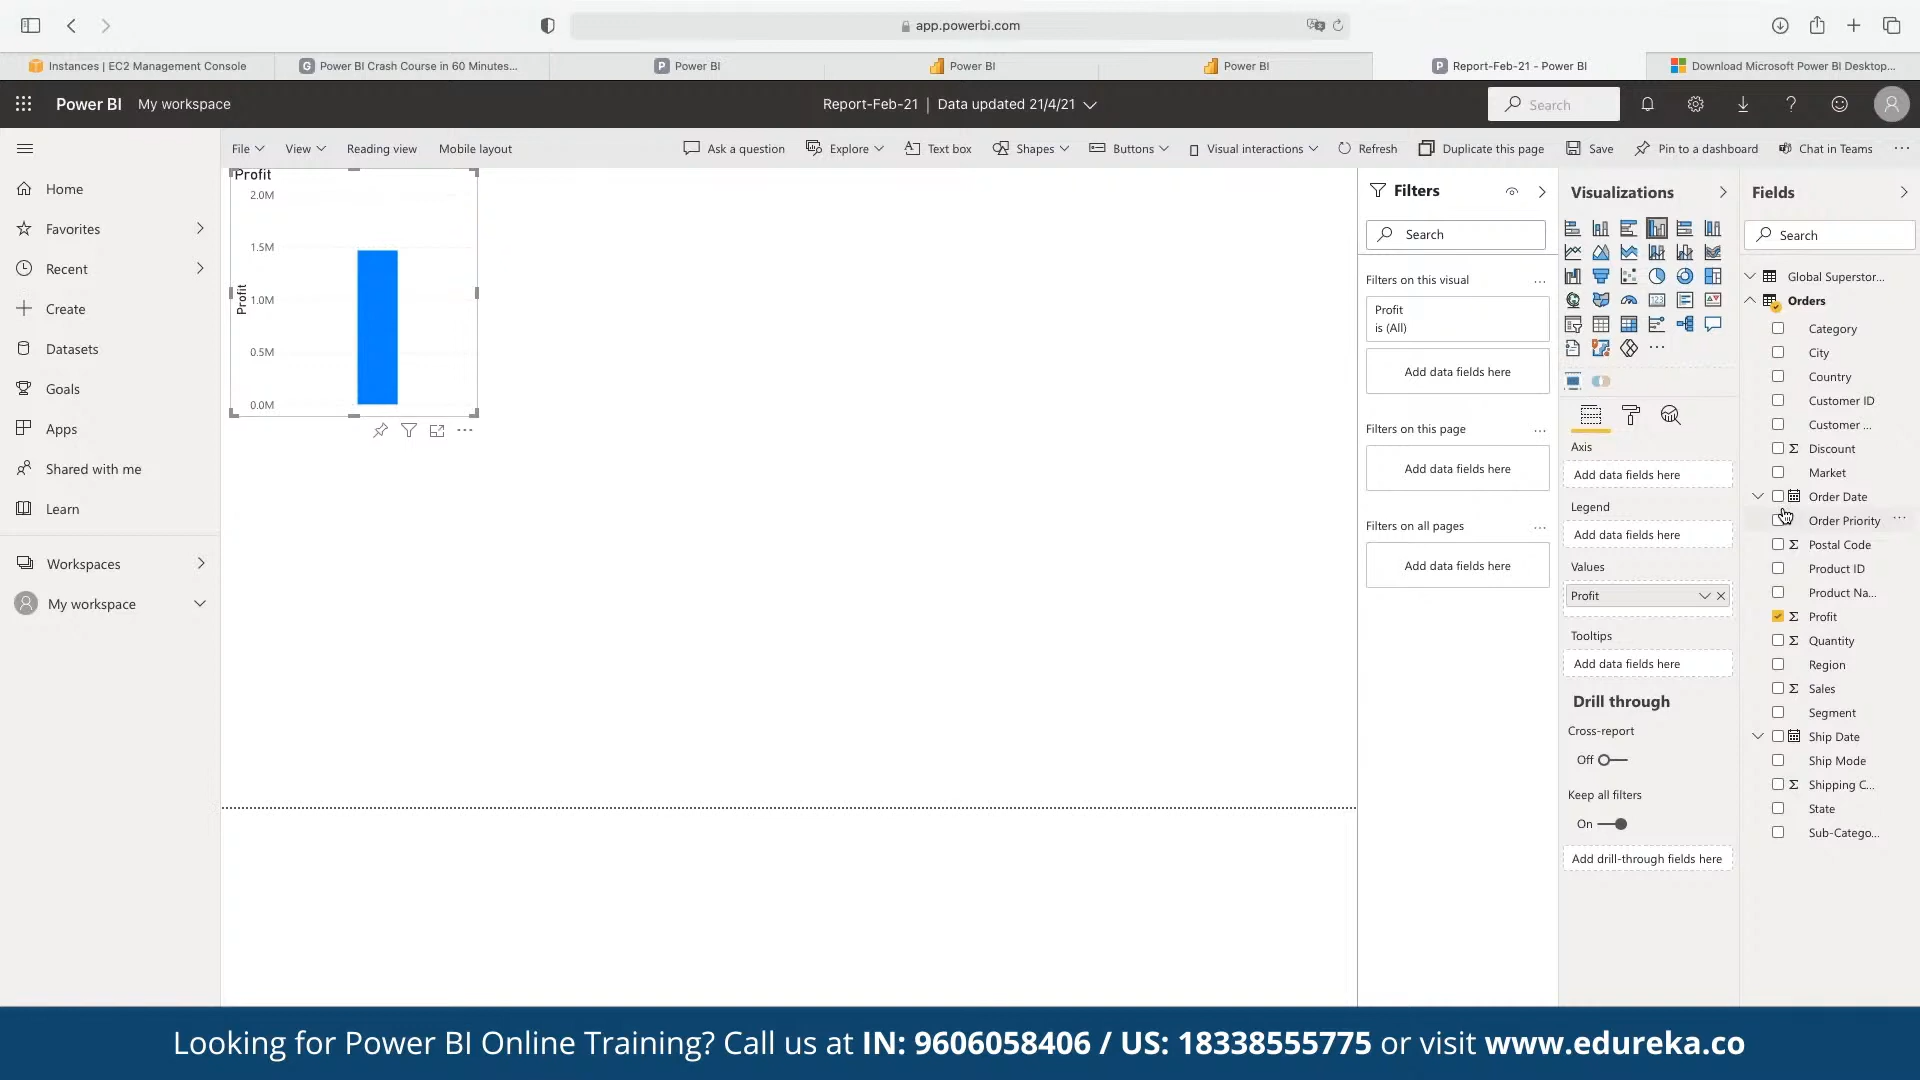 app.powerbi.com
Instances | EC2 Management Console
Power BI Crash Course in 60 Minutes...
Power BI
Power BI
Power BI
Report-Feb-21 - Power BI
Download Microsoft Power BI Desktop...
Power BI My workspace
Report-Feb-21 | Data updated 21/4/21
Search
File
View
Reading view
Mobile layout
Ask a question
Explore
Text box
Shapes
Buttons
Visual interactions
Refresh
Duplicate this page
Save
Pin to a dashboard
Chat in Teams
Home
Favorites
Recent
Create
Datasets
Goals
Apps
Shared with me
Learn
Workspaces
My workspace
Profit
2.0M
1.5M
1.0M
0.5M
0.0M
Profit
Filters
Search
Filters on this visual
Profit
is (All)
Add data fields here
Filters on this page
Add data fields here
Filters on all pages
Add data fields here
Visualizations
Axis
Add data fields here
Legend
Add data fields here
Values
Profit
Tooltips
Add data fields here
Drill through
Cross-report
Off
Keep all filters
On
Add drill-through fields here
Fields
Search
Global Superstor...
Orders
Category
City
Country
Customer ID
Customer ...
Discount
Market
Order Date
Order Priority
Postal Code
Product ID
Product Na...
Profit
Quantity
Region
Sales
Segment
Ship Date
Ship Mode
Shipping C...
State
Sub-Catego...
Looking for Power BI Online Training? Call us at IN: 9606058406 / US: 18338555775 or visit www.edureka.co